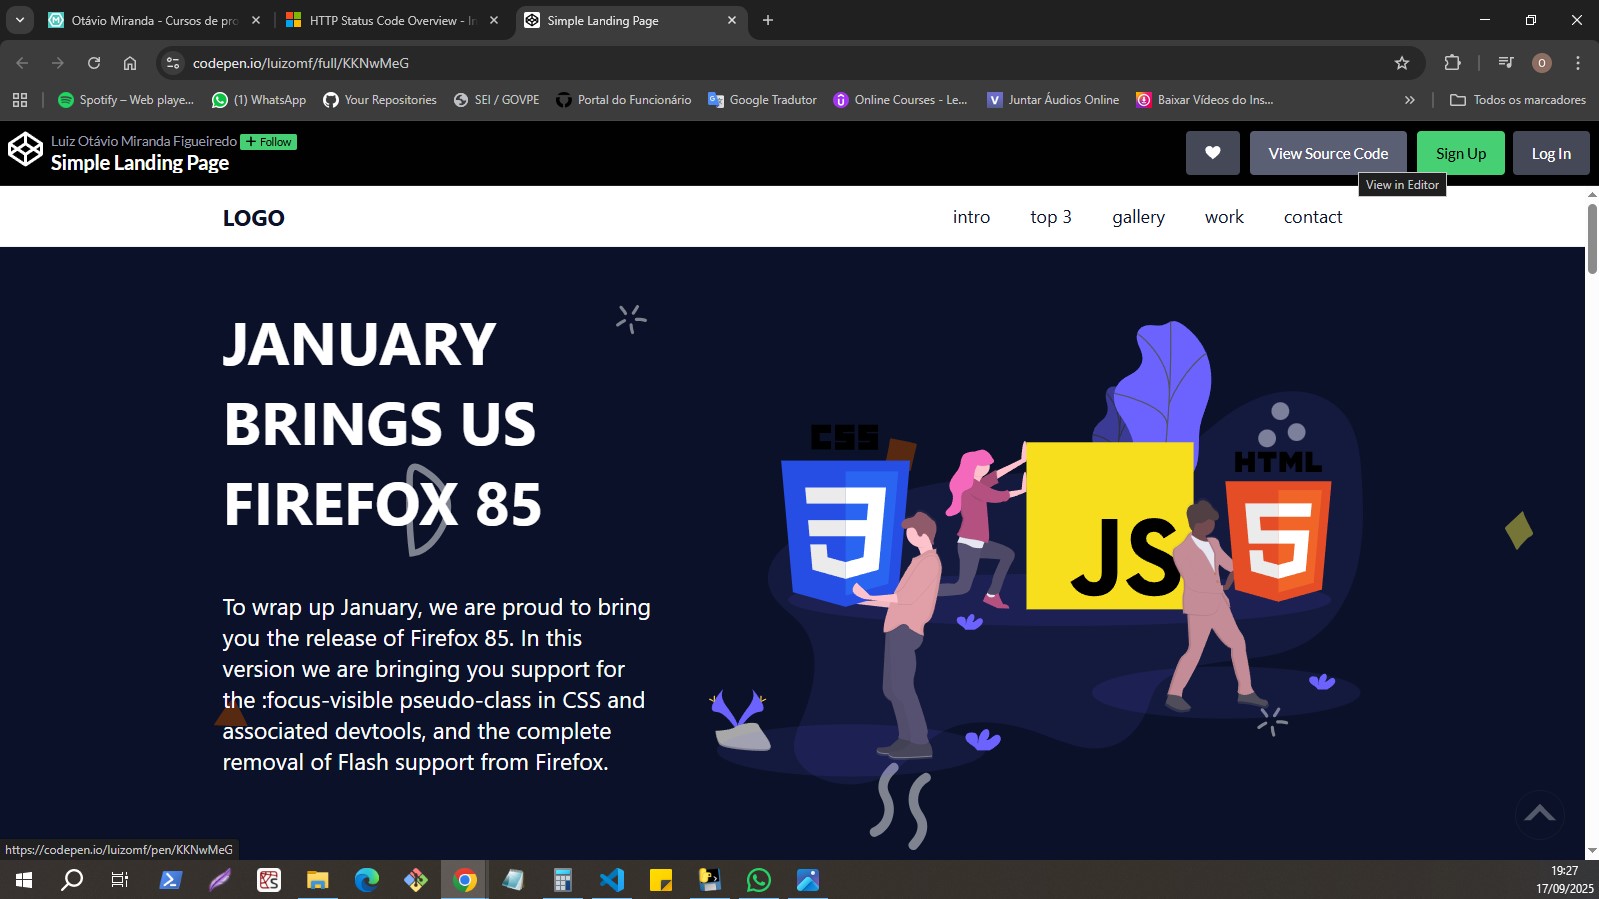 Otávio Miranda - Cursos de pro
HTTP Status Code Overview - In
Simple Landing Page
codepen.io/luizomf/full/KKNwMeG
O
Spotify – Web playe...
(1) WhatsApp
Your Repositories
SEI / GOVPE
Portal do Funcionário
Google Tradutor
Online Courses - Le...
V
Juntar Áudios Online
Baixar Vídeos do Ins...
Todos os marcadores
Luiz Otávio Miranda Figueiredo
+ Follow
Simple Landing Page
View Source Code
Sign Up
Log In
View in Editor
LOGO
intro
top 3
gallery
work
contact
JANUARY
BRINGS US
FIREFOX 85
To wrap up January, we are proud to bring
you the release of Firefox 85. In this
version we are bringing you support for
the :focus-visible pseudo-class in CSS and
associated devtools, and the complete
removal of Flash support from Firefox.
CSS
3
JS
HTML
5
https://codepen.io/luizomf/pen/KKNwMeG
19:27
17/09/2025